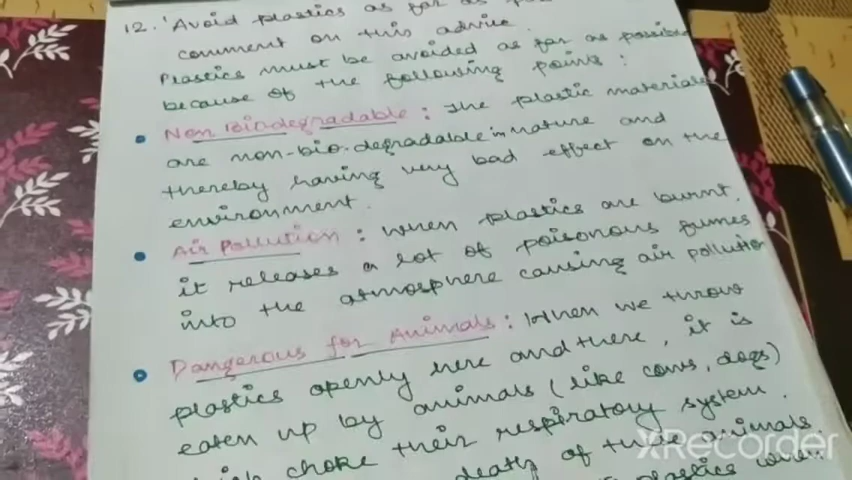 12. 'Avoid plastics as far as
comment on this advice.
Plastics must be avoided as far as possible
because of the following points:
Non Biodegradable: The plastic materials
are non-bio-degradable in nature and
thereby having very bad effect on the
environment.
Air Pollution: When plastics are burnt,
it releases a lot of poisonous fumes
into the atmosphere causing air pollution
Dangerous for Animals: When we throw
plastics openly here and there, it is
eaten up by animals (like cows, dogs)
choke their respiratory system.
death of these animals.
plastics when
XRecorder